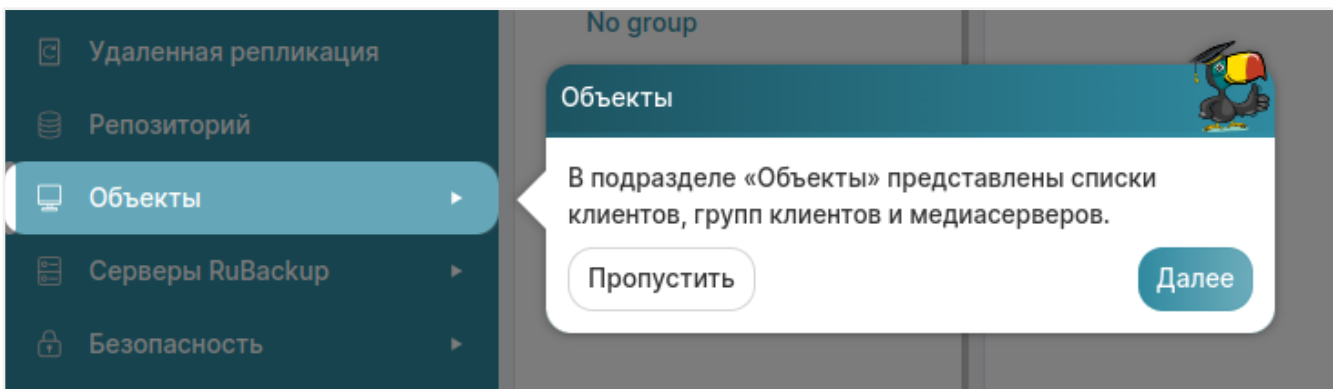 No group
Удаленная репликация
Репозиторий
Объекты
Серверы RuBackup
Безопасность
Объекты
В подразделе «Объекты» представлены списки
клиентов, групп клиентов и медиасерверов.
Пропустить
Далее